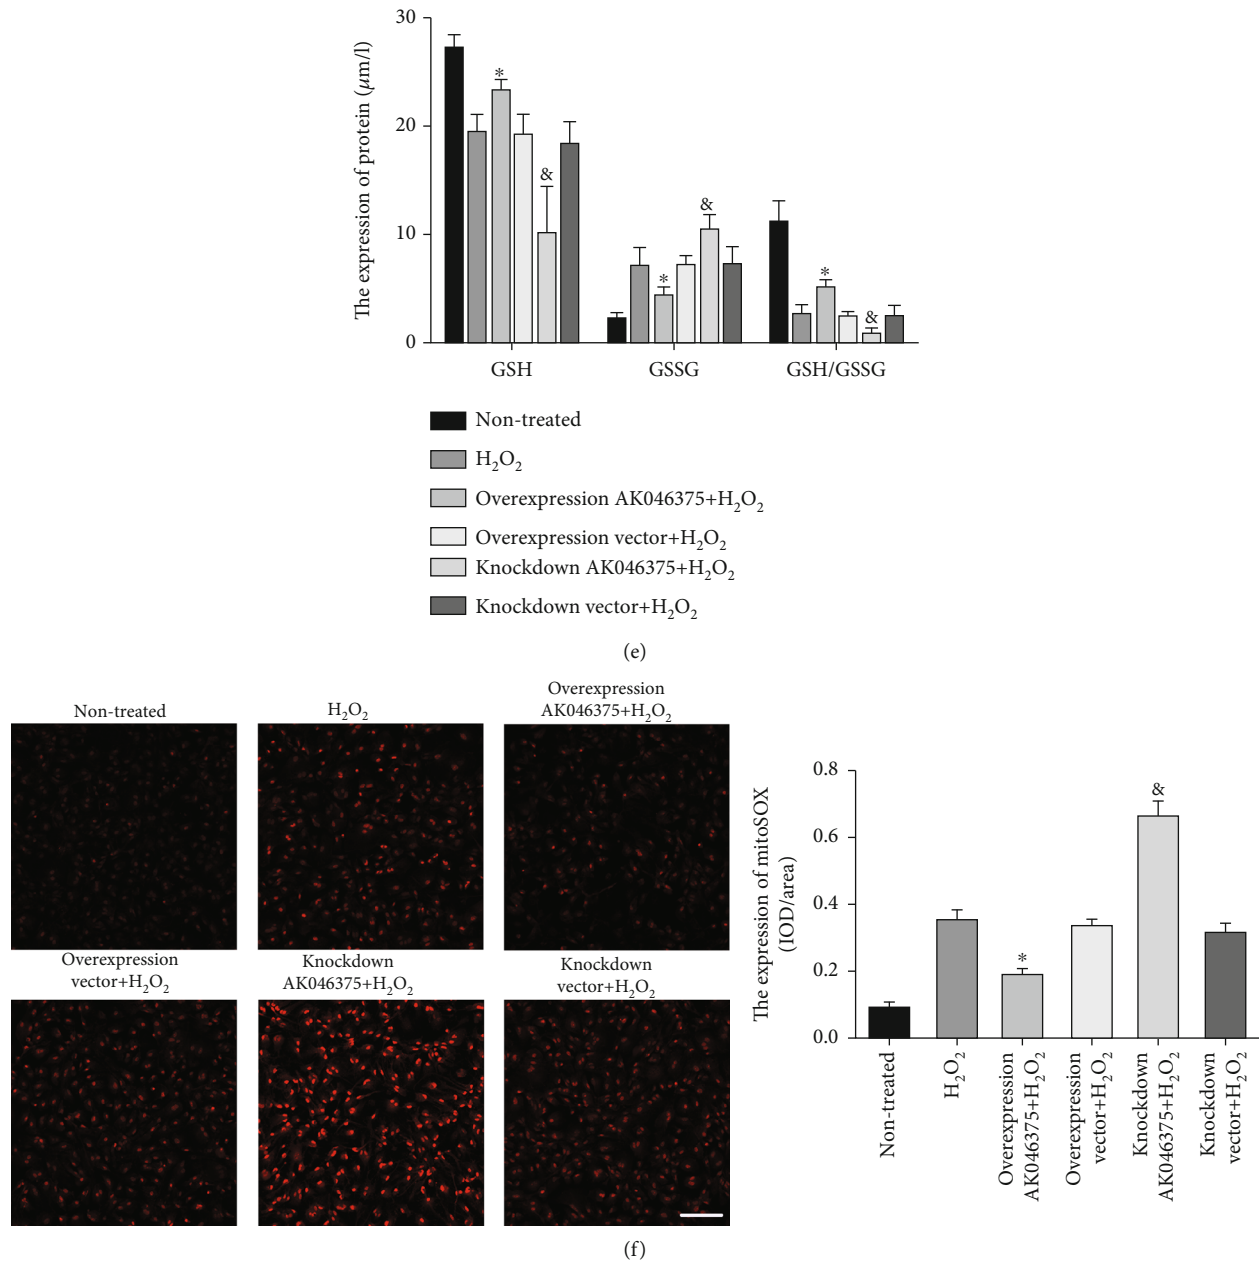 30
20
10
0
The expression of protein (μm/l)
*
&
*
&
*
&
GSH
GSSG
GSH/GSSG
Non-treated
H₂O₂
Overexpression AK046375+H₂O₂
Overexpression vector+H₂O₂
Knockdown AK046375+H₂O₂
Knockdown vector+H₂O₂
(e)
Non-treated
H₂O₂
Overexpression
AK046375+H₂O₂
Overexpression
vector+H₂O₂
Knockdown
AK046375+H₂O₂
Knockdown
vector+H₂O₂
The expression of mitoSOX
(IOD/area)
0.8
0.6
0.4
0.2
0.0
*
&
Non-treated
H₂O₂
Overexpression
AK046375+H₂O₂
Overexpression
vector+H₂O₂
Knockdown
AK046375+H₂O₂
Knockdown
vector+H₂O₂
(f)